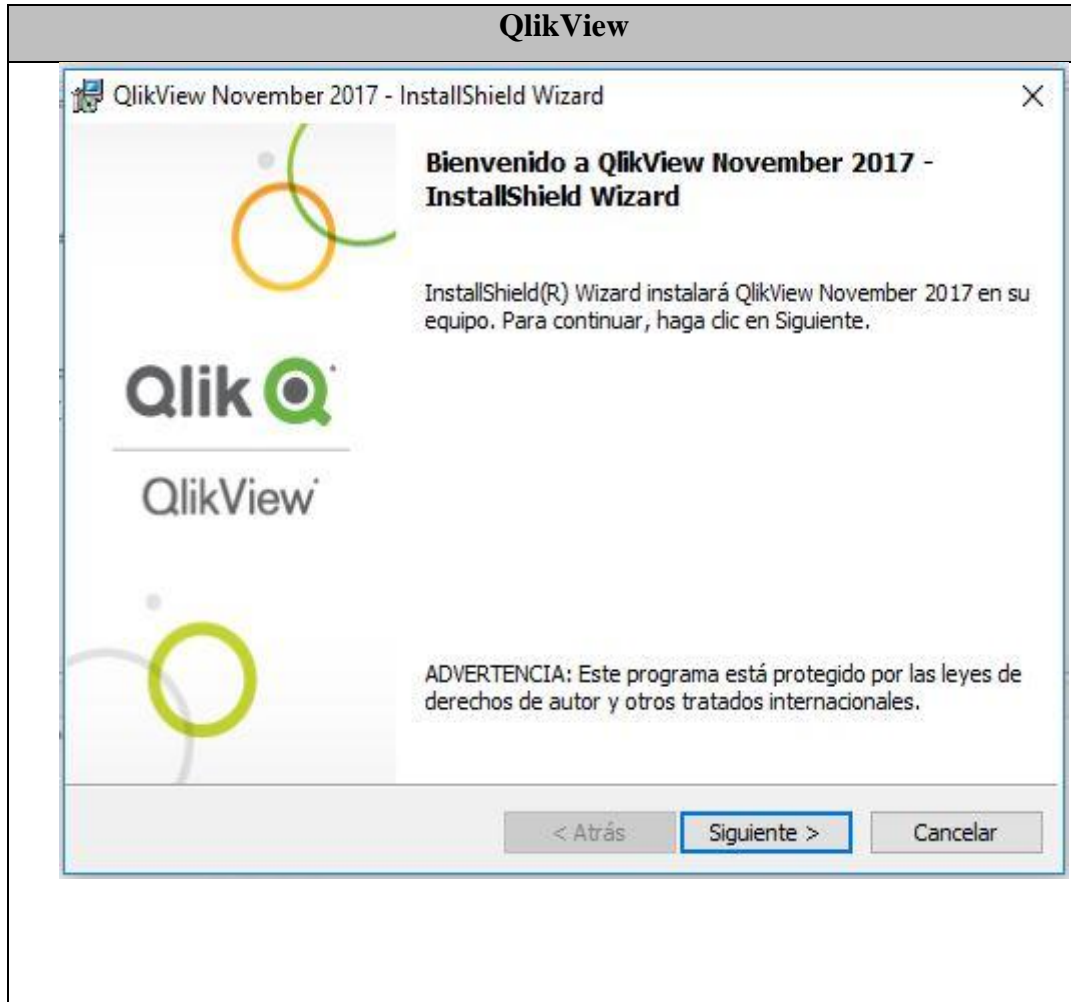 QlikView
QlikView November 2017 - InstallShield Wizard
Bienvenido a QlikView November 2017 -
InstallShield Wizard
InstallShield(R) Wizard instalará QlikView November 2017 en su
equipo. Para continuar, haga clic en Siguiente.
Qlik Q
QlikView
ADVERTENCIA: Este programa está protegido por las leyes de
derechos de autor y otros tratados internacionales.
< Atrás Siguiente > Cancelar